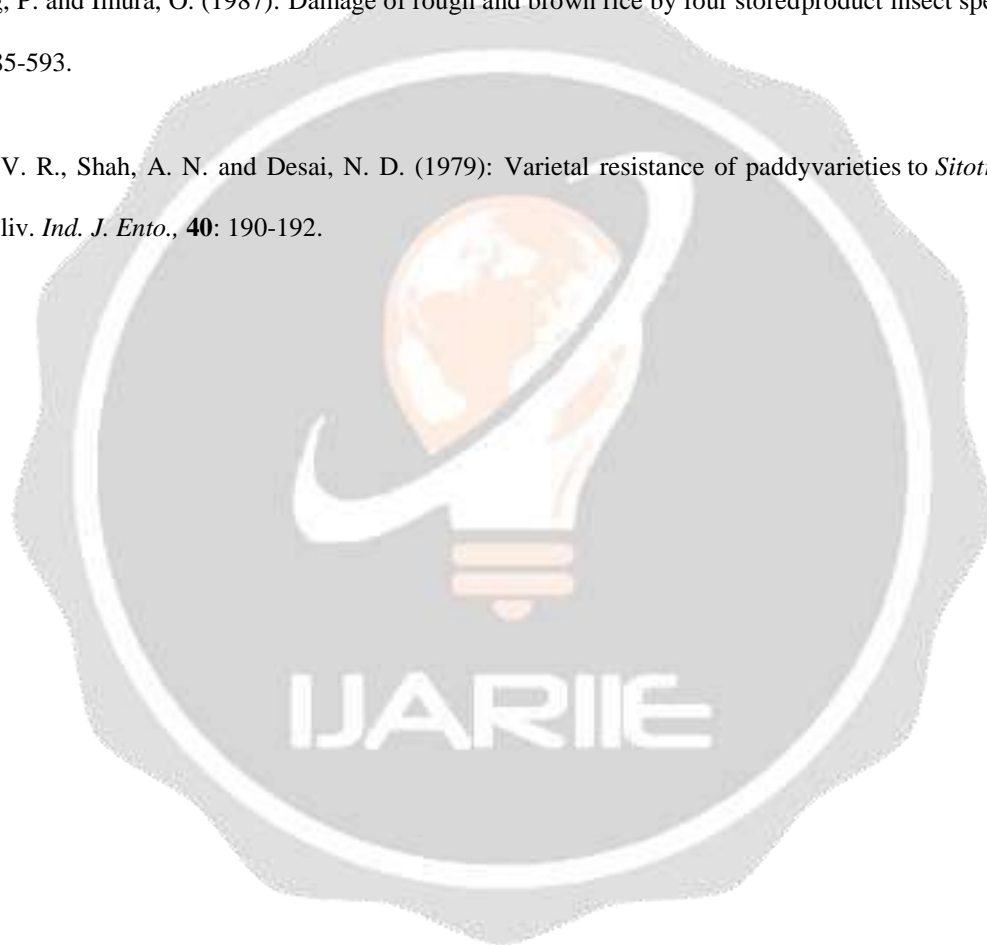 P. and Imura, O. (1987): Damage of rough and brown rice by four storedproduct insect spe
85-593.
V. R., Shah, A. N. and Desai, N. D. (1979): Varietal resistance of paddyvarieties to Sitot
liv. Ind. J. Ento., 40: 190-192.
IJARIIE